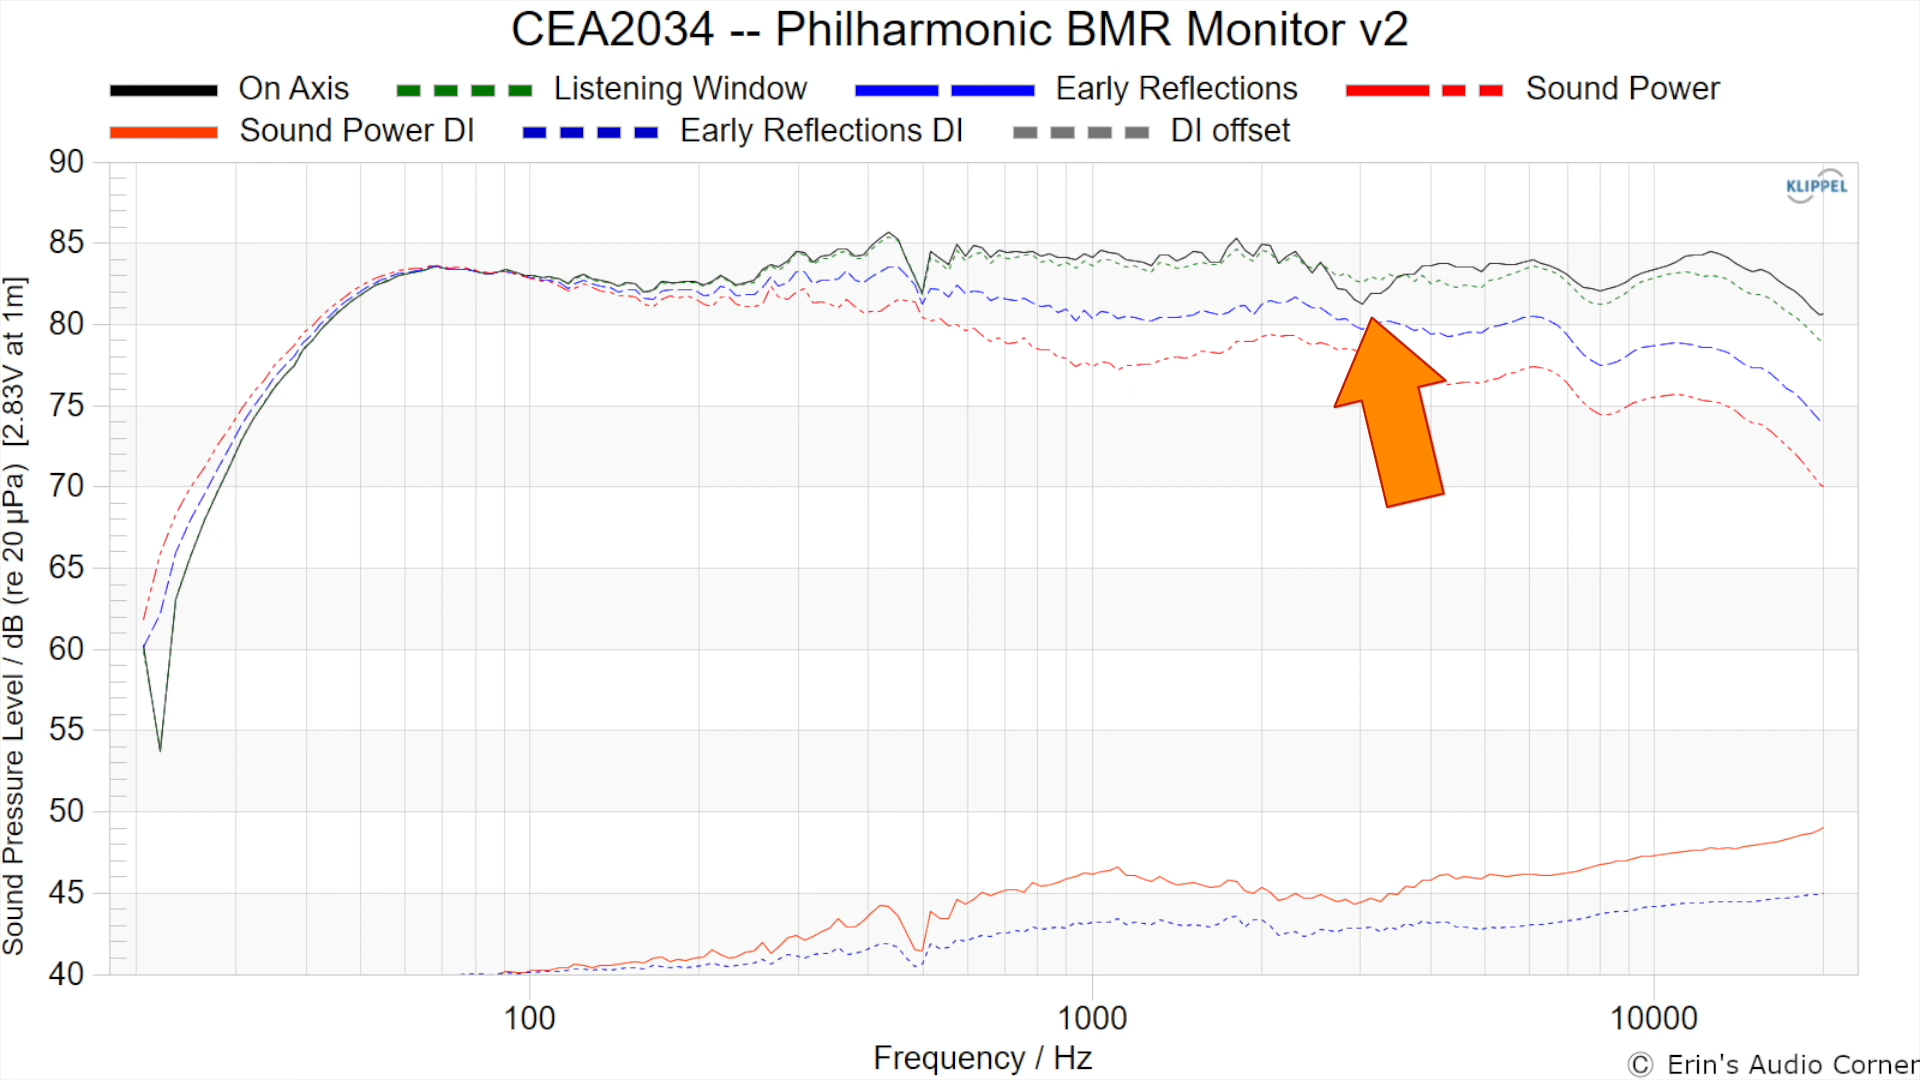 CEA2034 -- Philharmonic BMR Monitor v2
On Axis Listening Window Early Reflections Sound Power
Sound Power DI Early Reflections DI DI offset
90
KLIPPEL
85
80
75
70
65
60
55
50
45
40
Sound Pressure Level / dB (re 20 µPa) [2.83V at 1m]
100 1000 10000
Frequency / Hz
© Erin's Audio Corner